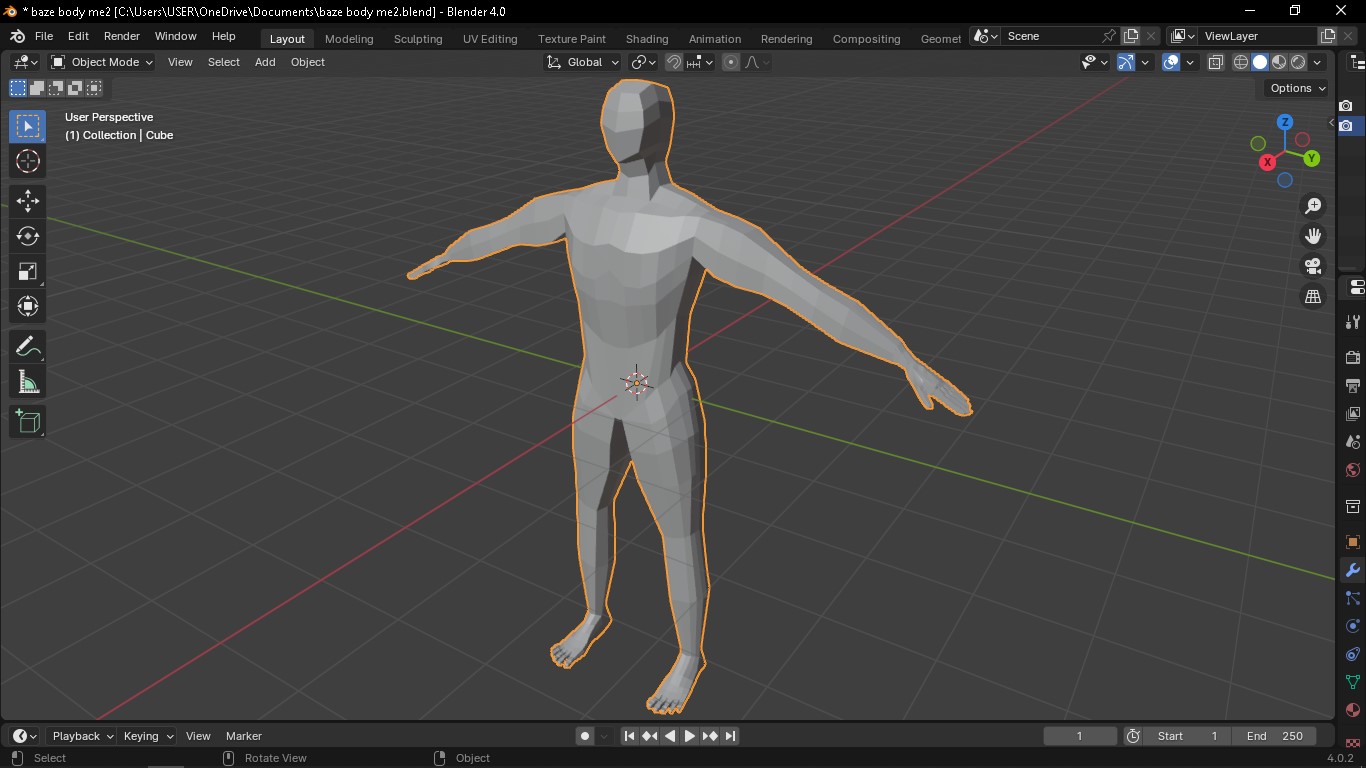 * baze body me2 [C:\Users\USER\OneDrive\Documents\baze body me2.blend] - Blender 4.0
File Edit Render Window Help Layout Modeling Sculpting UV Editing Texture Paint Shading Animation Rendering Compositing Geomet Scene ViewLayer
Object Mode View Select Add Object Global
Options
User Perspective
(1) Collection | Cube
Z
X Y
Playback Keying View Marker 1 Start 1 End 250
Select Rotate View Object 4.0.2